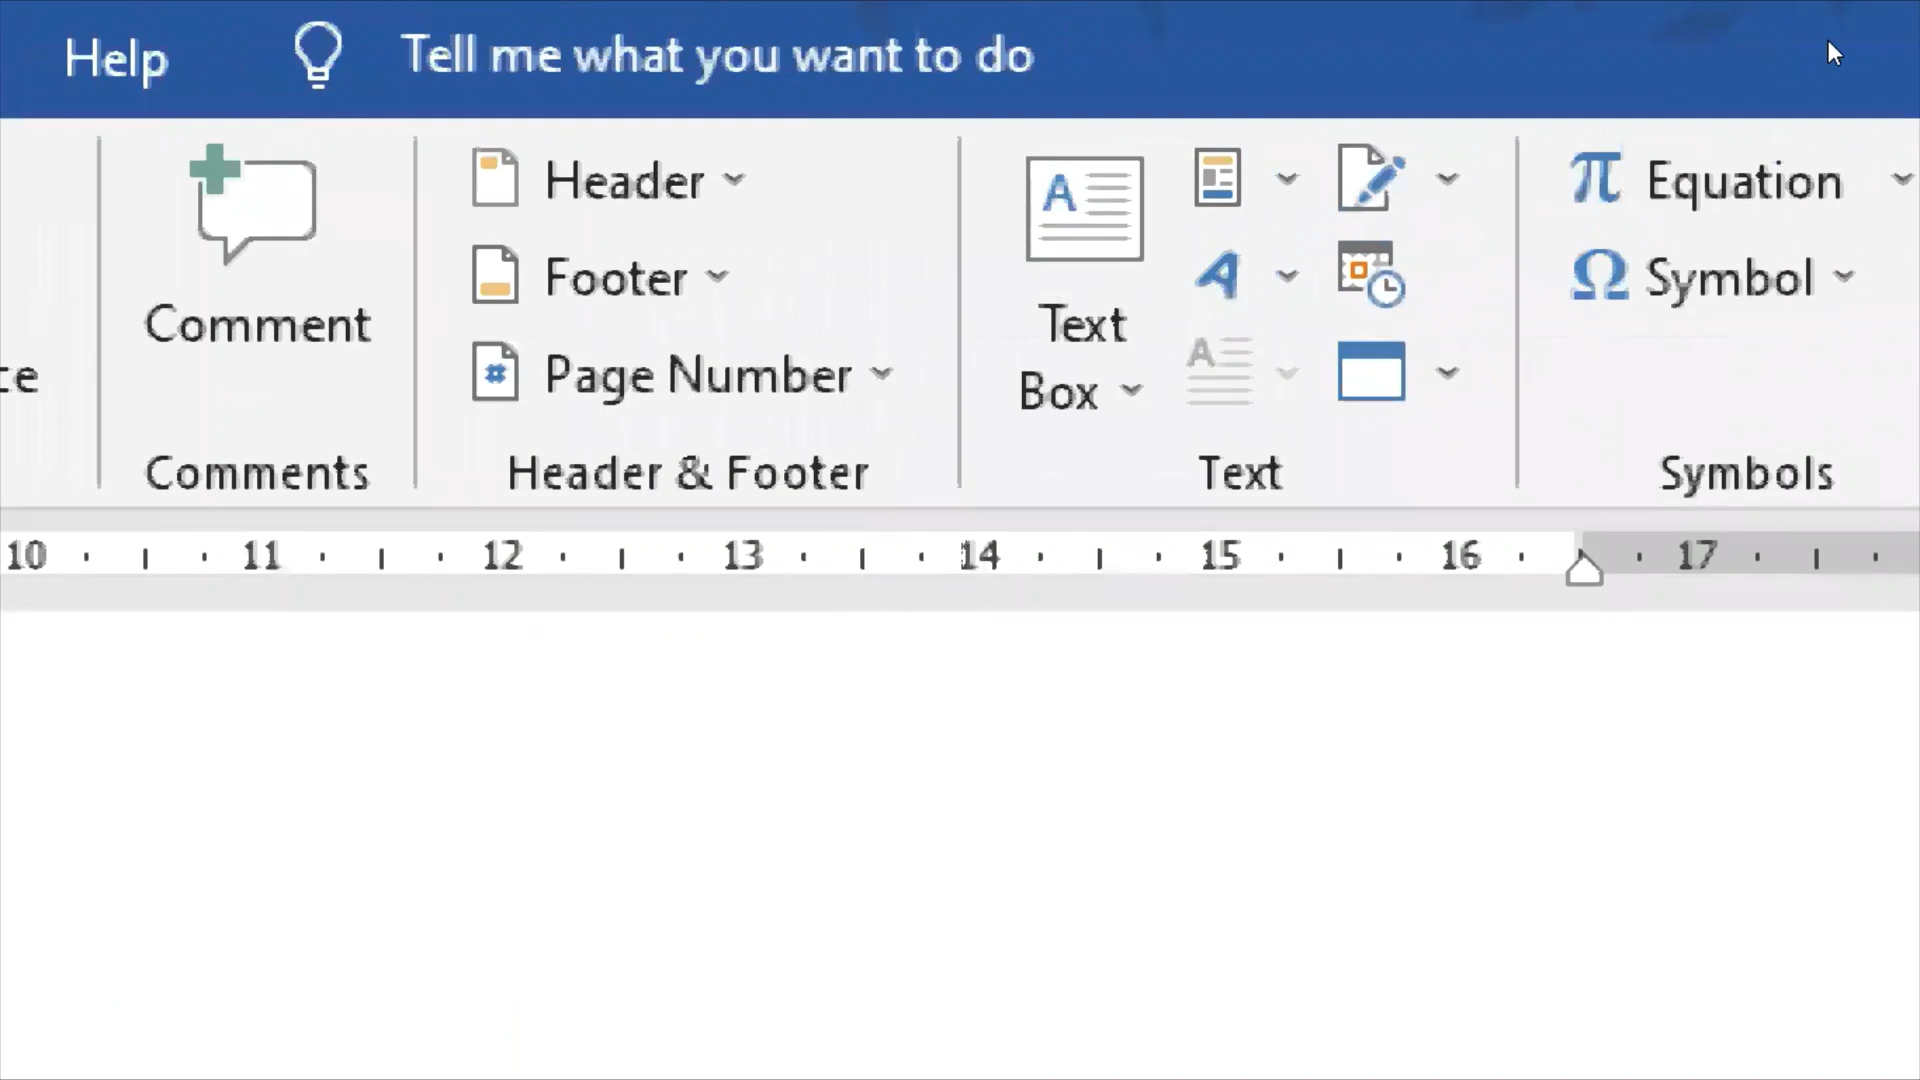 Help Tell me what you want to do
Comment
Header
Footer
Page Number
Text
Box
Equation
Symbol
Comments
Header & Footer
Text
Symbols
10 11 12 13 14 15 16 17